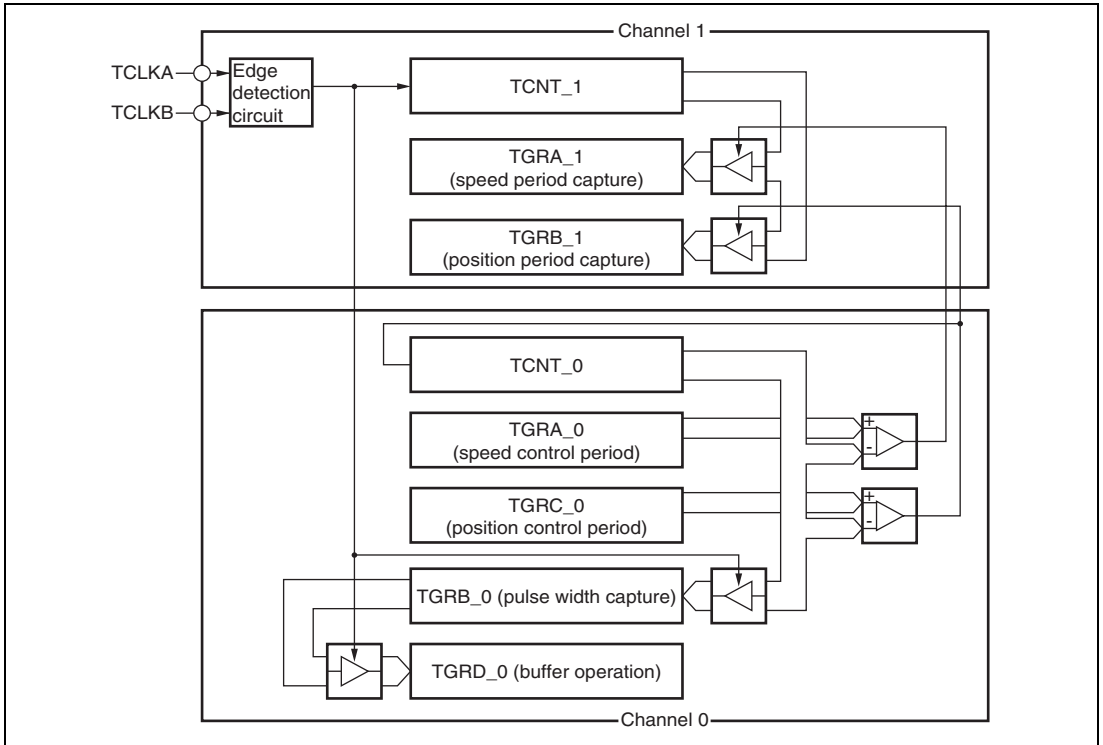 Channel 1
TCLKA
TCLKB
Edge
detection
circuit
TCNT_1
TGRA_1
(speed period capture)
TGRB_1
(position period capture)
TCNT_0
TGRA_0
(speed control period)
+
-
TGRC_0
(position control period)
+
-
TGRB_0 (pulse width capture)
TGRD_0 (buffer operation)
Channel 0